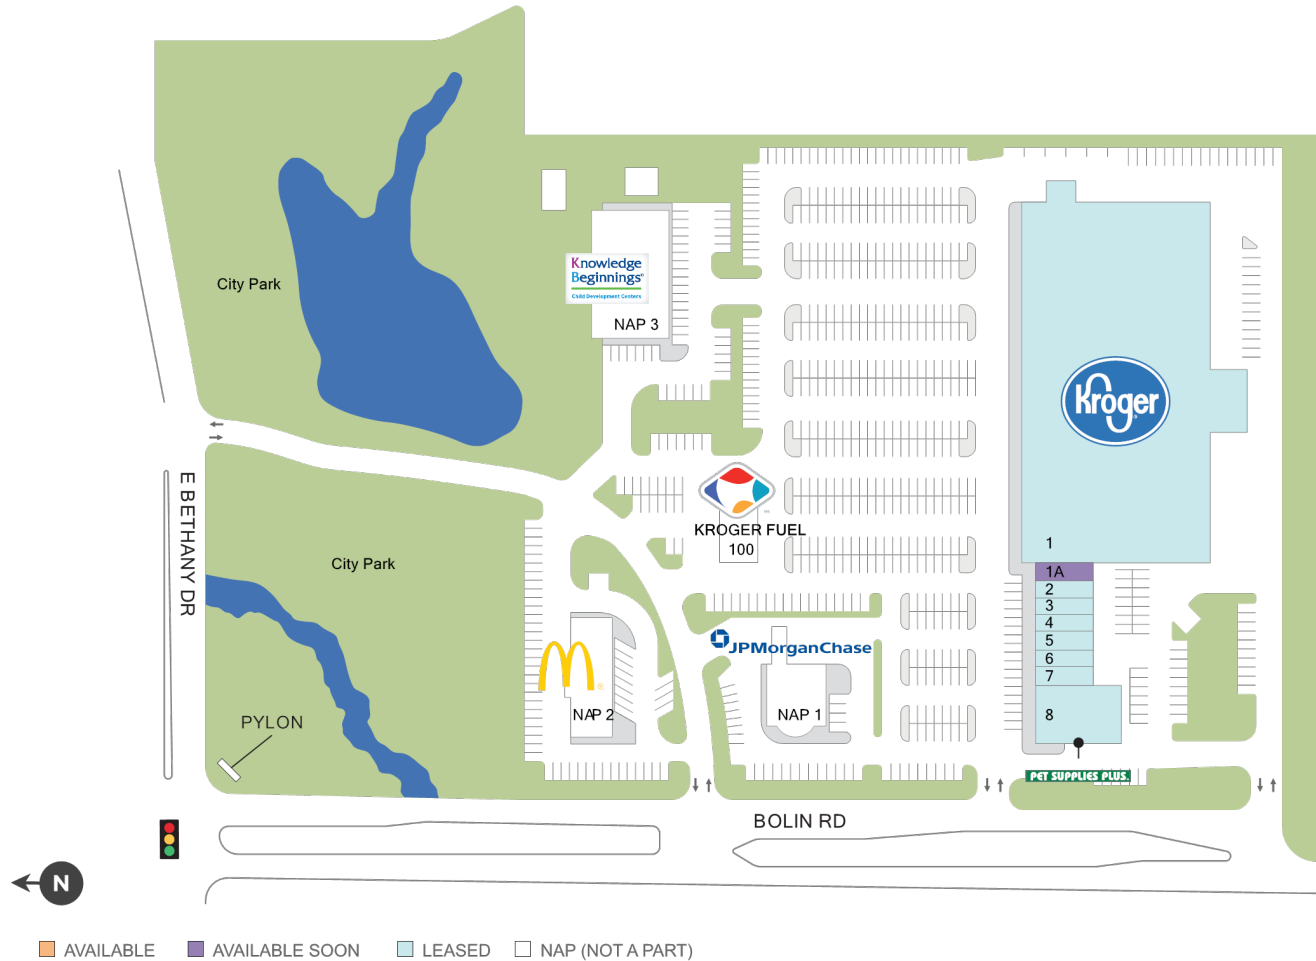 City Park
Knowledge
Beginnings®
Child Development Centers
NAP 3
Kroger
KROGER FUEL
100
1
1A
2
3
4
5
6
7
8
E BETHANY DR
City Park
JPMorganChase
NAP 2
NAP 1
PYLON
PET SUPPLIES PLUS.
BOLIN RD
N
AVAILABLE
AVAILABLE SOON
LEASED
NAP (NOT A PART)